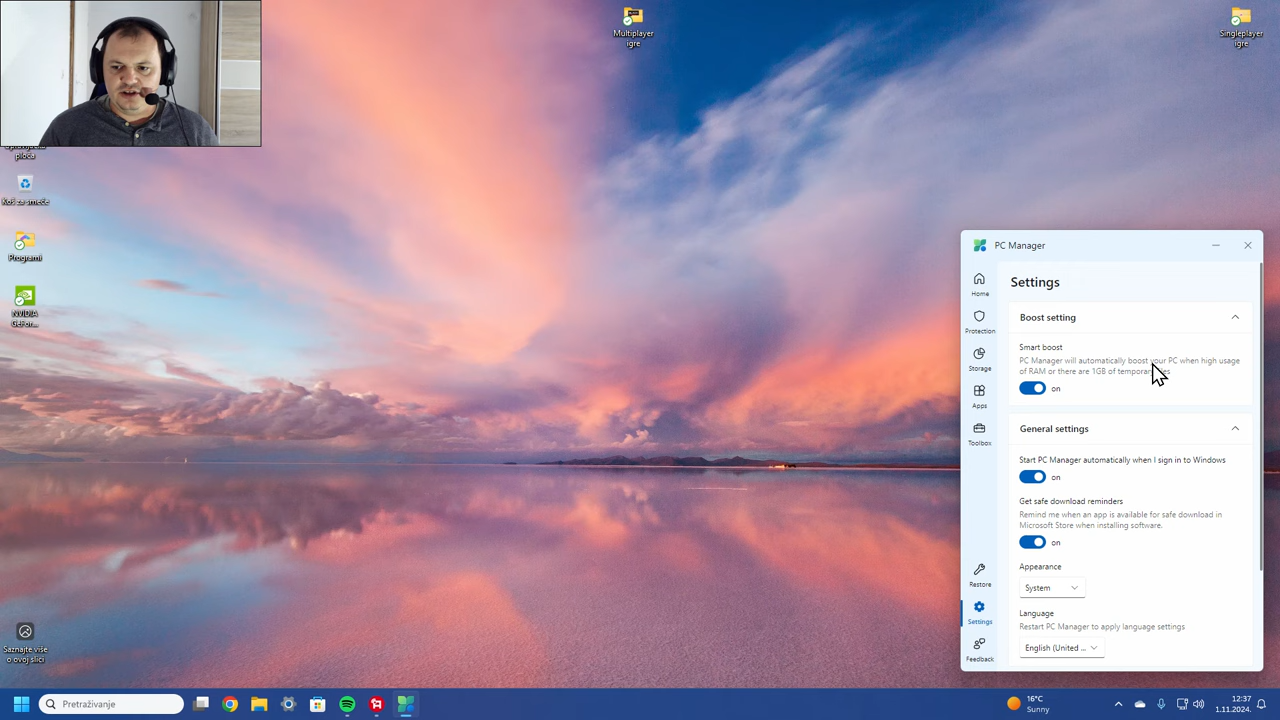 Multiplayer
igre
Singleplayer
igre
ploča
Koš za smeće
Programi
NVIDIA
GeFor...
Saznajte više
o ovoj slici
PC Manager
Home
Protection
Storage
Apps
Toolbox
Restore
Settings
Feedback
Settings
Boost setting
Smart boost
PC Manager will automatically boost your PC when high usage
of RAM or there are 1GB of temporary
on
General settings
Start PC Manager automatically when I sign in to Windows
on
Get safe download reminders
Remind me when an app is available for safe download in
Microsoft Store when installing software.
on
Appearance
System
Language
Restart PC Manager to apply language settings
English (United ...
Pretraživanje
16°C
Sunny
12:37
1.11.2024.